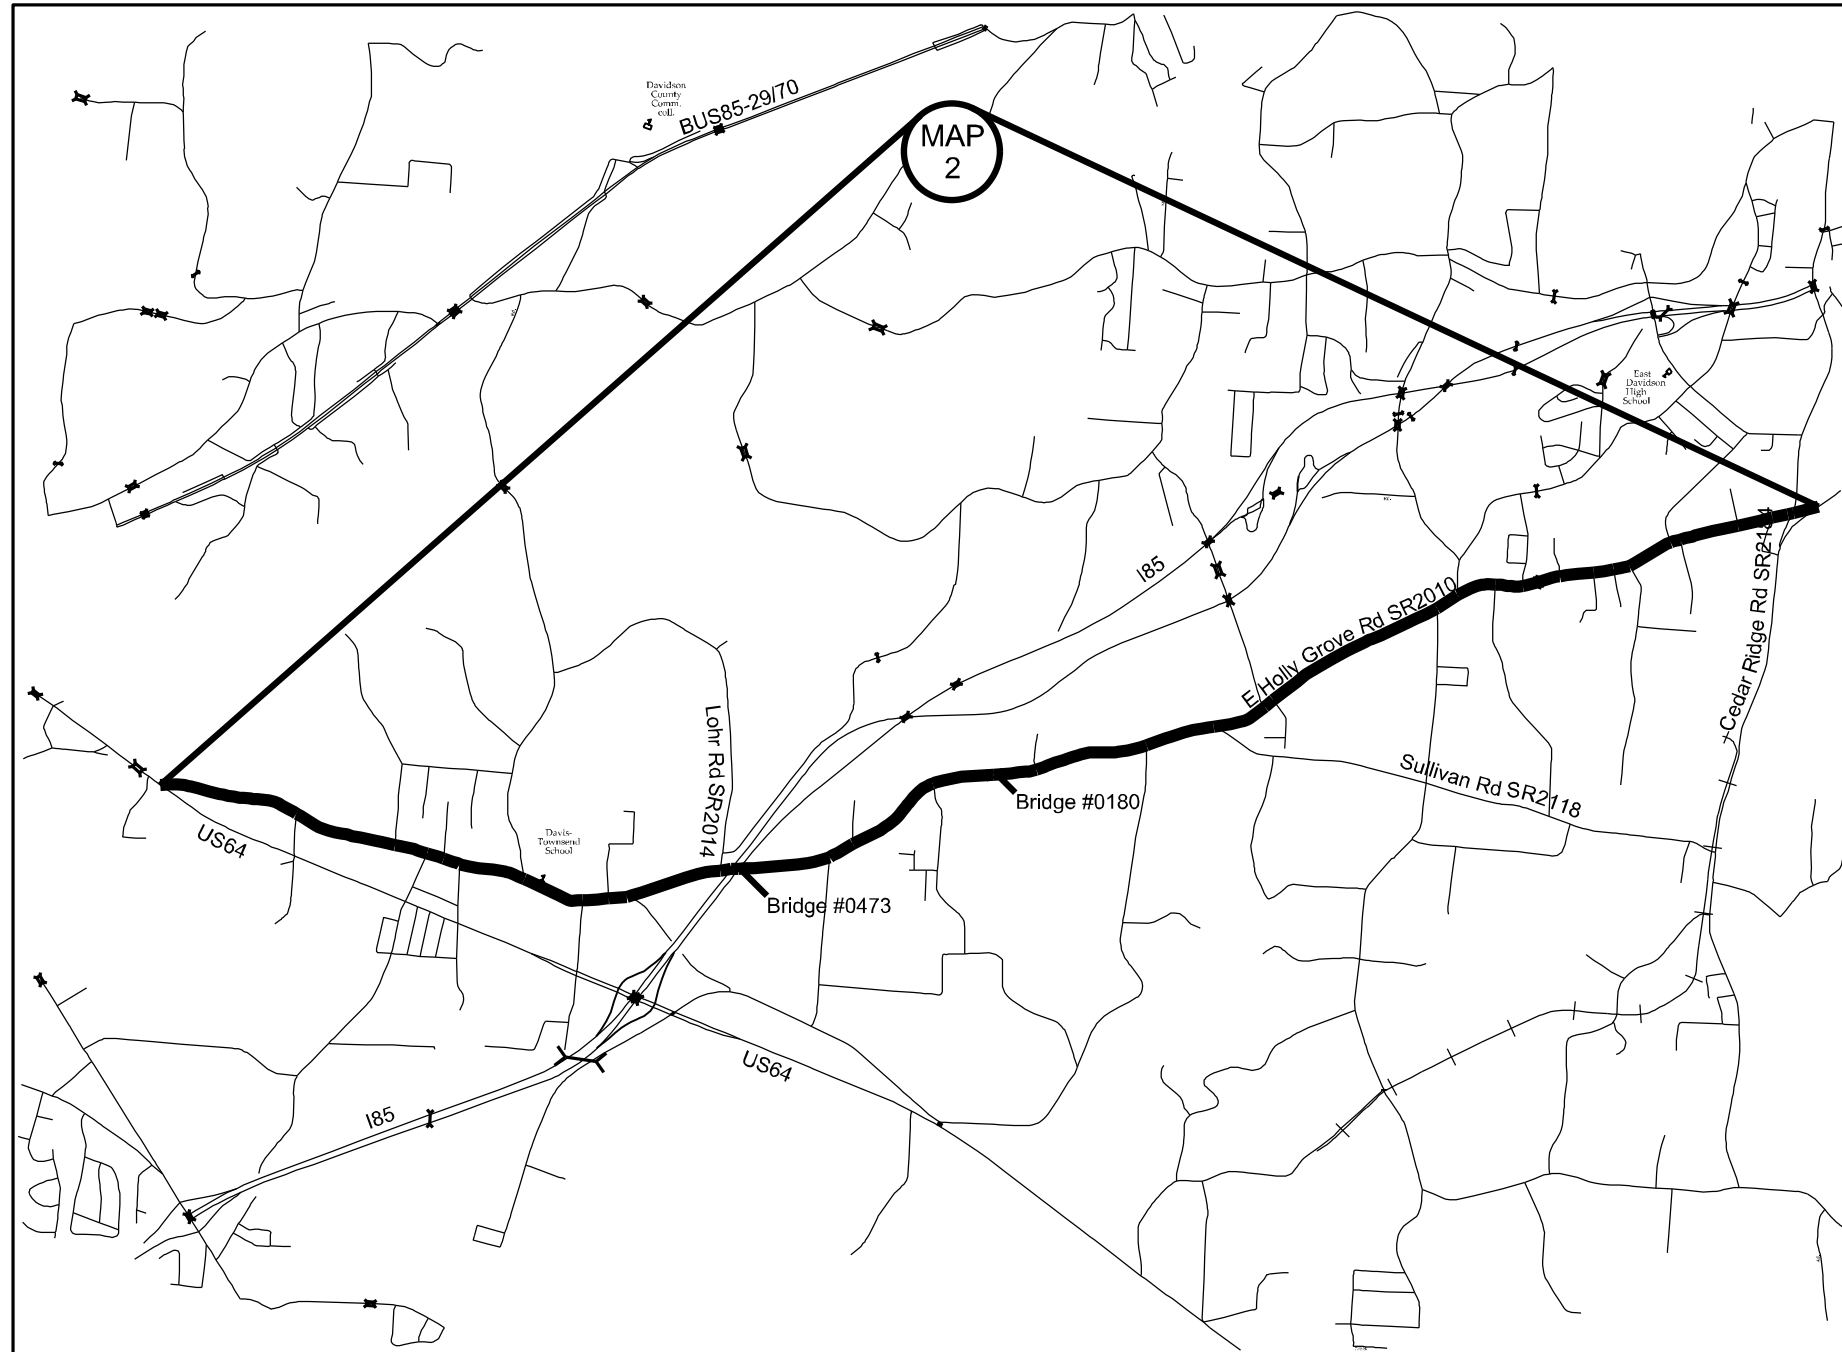 Davidson
County
Comm.
coll.
BUS85-29/70
MAP
2
East
Davidson
High
School
I85
E Holly Grove Rd SR2010
Cedar Ridge Rd SR2184
Lohr Rd SR2014
Sullivan Rd SR2118
Bridge #0180
US64
Davis-
Townsend
School
Bridge #0473
US64
I85